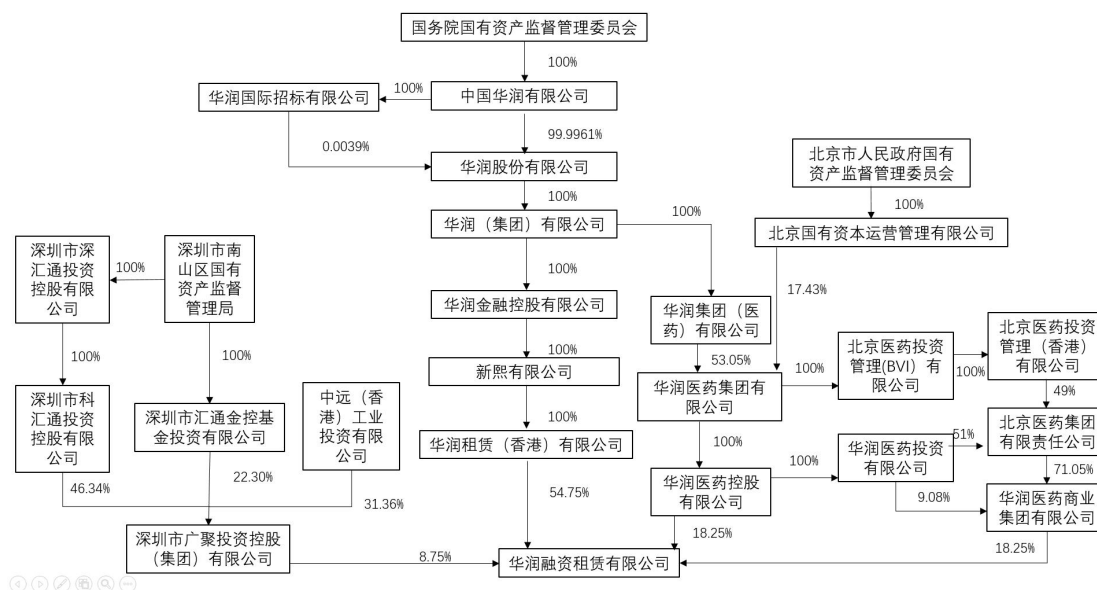 国务院国有资产监督管理委员会
100%
华润国际招标有限公司
100%
中国华润有限公司
99.9961%
0.0039%
华润股份有限公司
北京市人民政府国有
资产监督管理委员会
100%
100%
华润（集团）有限公司
100%
北京国有资本运营管理有限公司
深圳市深
汇通投资
控股有限
公司
100%
深圳市南
山区国有
资产监督
管理局
100%
17.43%
华润金融控股有限公司
华润集团（医
药）有限公司
北京医药投资
管理(BVI）有
限公司
100%
北京医药投资
管理（香港）
有限公司
100%
100%
100%
53.05%
100%
49%
新熙有限公司
华润医药集团有
限公司
深圳市科
汇通投资
控股有限
公司
深圳市汇通金控基
金投资有限公司
中远（香
港）工业
投资有限
公司
100%
华润租赁（香港）有限公司
100%
100%
华润医药投资
有限公司
51%
北京医药集团
有限责任公司
46.34%
22.30%
31.36%
54.75%
华润医药控股
有限公司
9.08%
71.05%
华润医药商业
集团有限公司
深圳市广聚投资控股
（集团）有限公司
8.75%
18.25%
18.25%
华润融资租赁有限公司